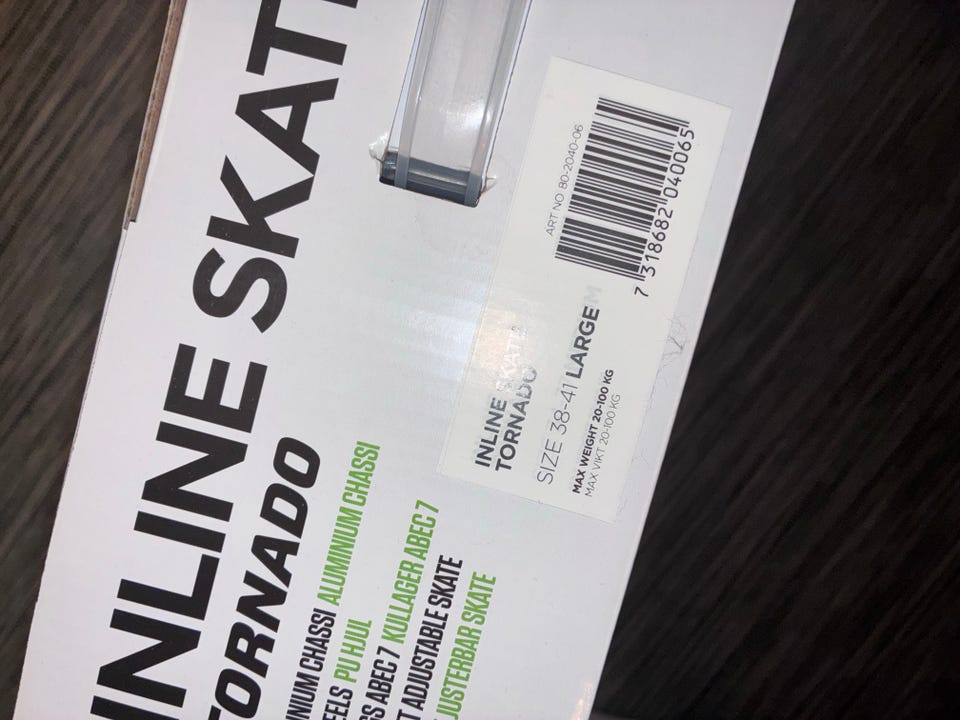 INLINE SKATE
TORNADO
NIUM CHASSI ALUMINIUM CHASSI
EELS PU HJUL
GS ABEC 7 KULLAGER ABEC 7
T ADJUSTABLE SKATE
JUSTERBAR SKATE
INLINE SKATE
TORNADO
SIZE 38-41 LARGE
MAX WEIGHT 20-100 KG
MAX VIKT 20-100 KG
ART NO 80-2040-06
7 318682 040065